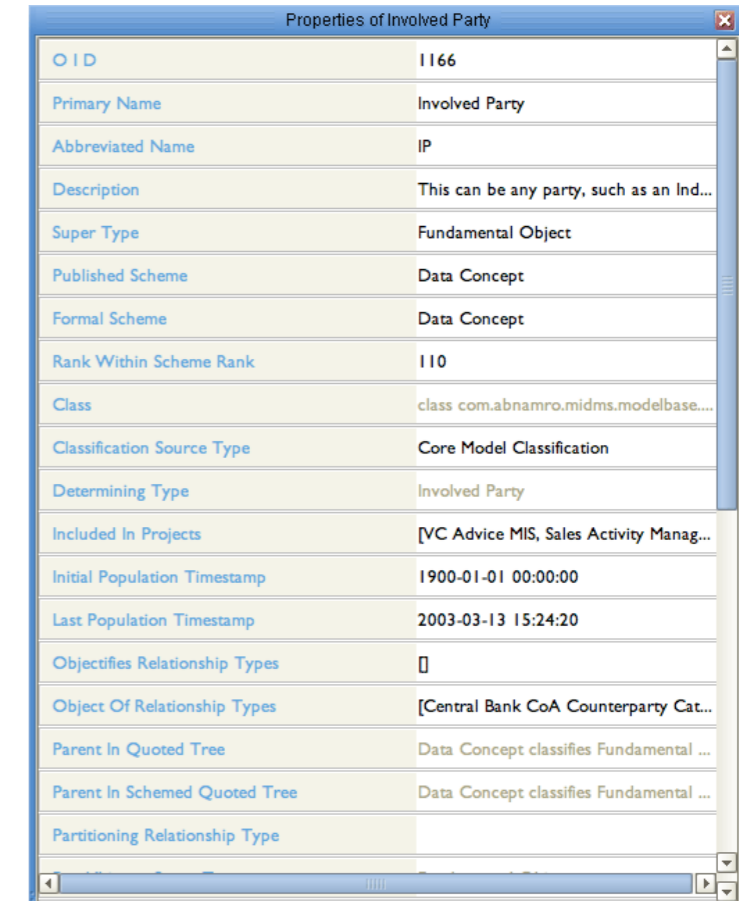 Properties of Involved Party
O I D 1166
Primary Name Involved Party
Abbreviated Name IP
Description This can be any party, such as an Ind...
Super Type Fundamental Object
Published Scheme Data Concept
Formal Scheme Data Concept
Rank Within Scheme Rank 110
Class class com.abnamro.midms.modelbase....
Classification Source Type Core Model Classification
Determining Type Involved Party
Included In Projects [VC Advice MIS, Sales Activity Manag...
Initial Population Timestamp 1900-01-01 00:00:00
Last Population Timestamp 2003-03-13 15:24:20
Objectifies Relationship Types []
Object Of Relationship Types [Central Bank CoA Counterparty Cat...
Parent In Quoted Tree Data Concept classifies Fundamental ...
Parent In Schemed Quoted Tree Data Concept classifies Fundamental ...
Partitioning Relationship Type